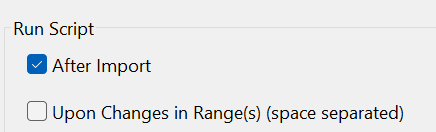 Run Script
After Import
Upon Changes in Range(s) (space separated)